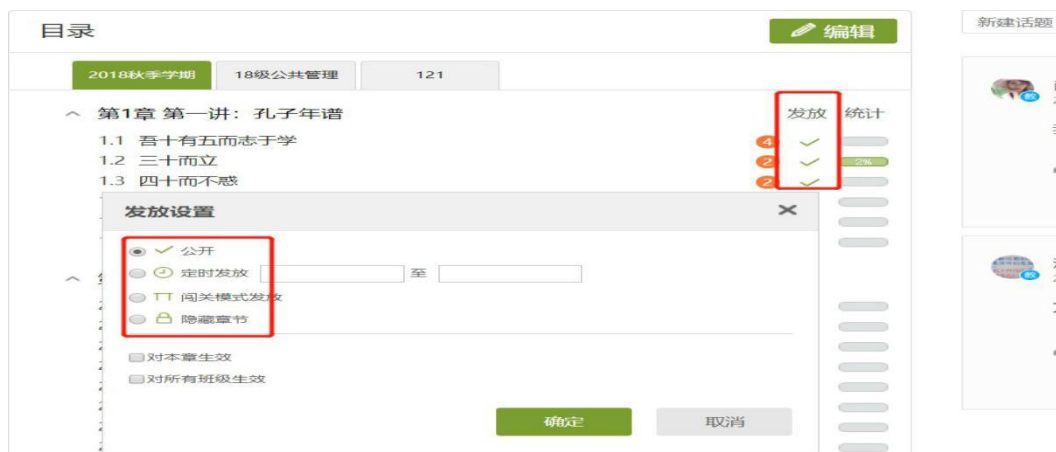 目录
编辑
新建话题
2018秋季学期 18级公共管理 121
第1章 第一讲：孔子年谱 发放 统计
1.1 吾十有五而志于学 4
1.2 三十而立 2 2%
1.3 四十而不惑 2
发放设置
公开
定时发放 至
闯关模式发放
隐藏章节
对本章生效
对所有班级生效
确定 取消